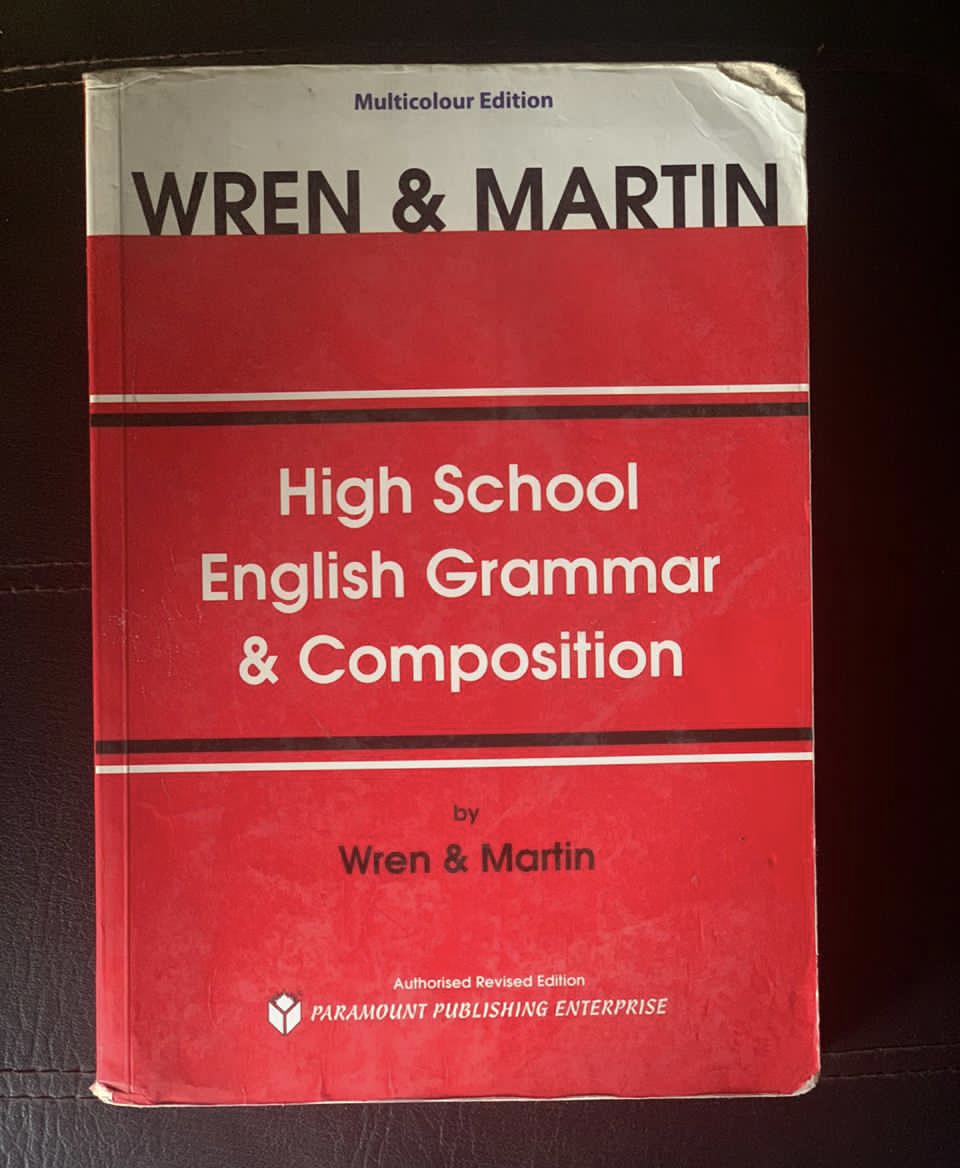 Multicolour Edition
WREN & MARTIN
High School
English Grammar
& Composition
by
Wren & Martin
Authorised Revised Edition
PARAMOUNT PUBLISHING ENTERPRISE